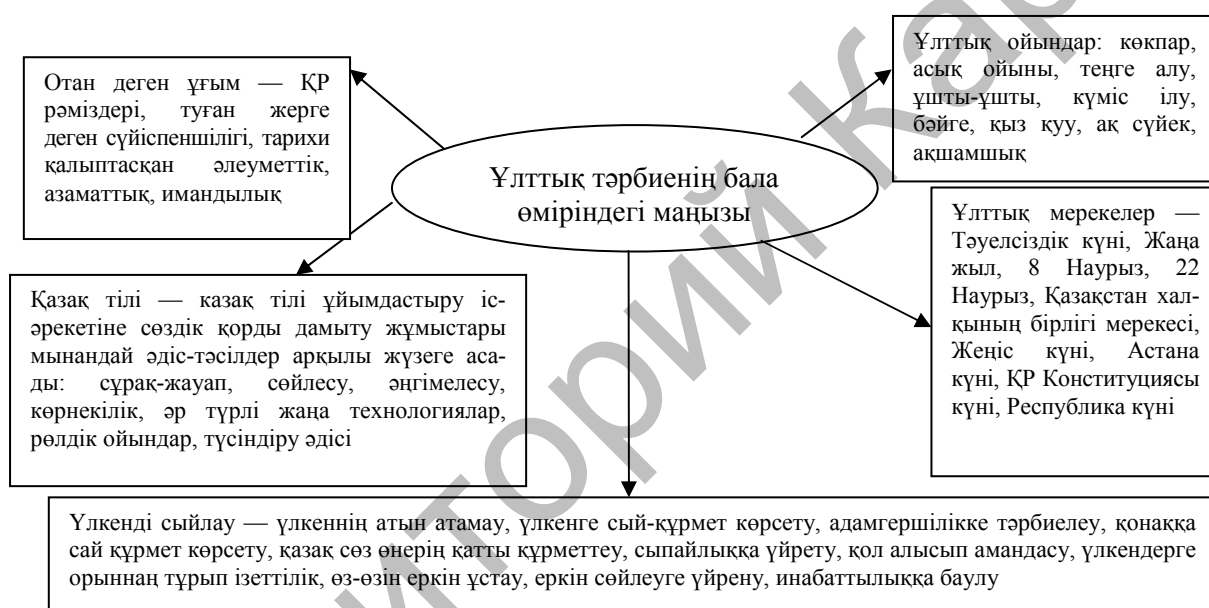 Отан деген ұғым — ҚР
рәміздері, туған жерге
деген сүйіспеншілігі, тарихи
қалыптасқан әлеуметтік,
азаматтық, имандылық
Ұлттық ойындар: көкпар,
асық ойыны, теңге алу,
ұшты-ұшты, күміс ілу,
бәйге, қыз қуу, ақ сүйек,
ақшамшық
Ұлттық тәрбиенің бала
өміріндегі маңызы
Ұлттық мерекелер —
Тәуелсіздік күні, Жаңа
жыл, 8 Наурыз, 22
Наурыз, Қазақстан хал-
қының бірлігі мерекесі,
Жеңіс күні, Астана
күні, ҚР Конституциясы
күні, Республика күні
Қазақ тілі — казақ тілі ұйымдастыру іс-
әрекетіне сөздік қорды дамыту жұмыстары
мынандай әдіс-тәсілдер арқылы жүзеге аса-
ды: сұрақ-жауап, сөйлесу, әңгімелесу,
көрнекілік, әр түрлі жаңа технологиялар,
рөлдік ойындар, түсіндіру әдісі
Үлкенді сыйлау — үлкеннің атын атамау, үлкенге сый-құрмет көрсету, адамгершілікке тәрбиелеу, қонаққа
сай құрмет көрсету, қазақ сөз өнерің қатты құрметтеу, сыпайлыққа үйрету, қол алысып амандасу, үлкендерге
орыннаң тұрып ізеттілік, өз-өзін еркін ұстау, еркін сөйлеуге үйрену, инабаттылыққа баулу